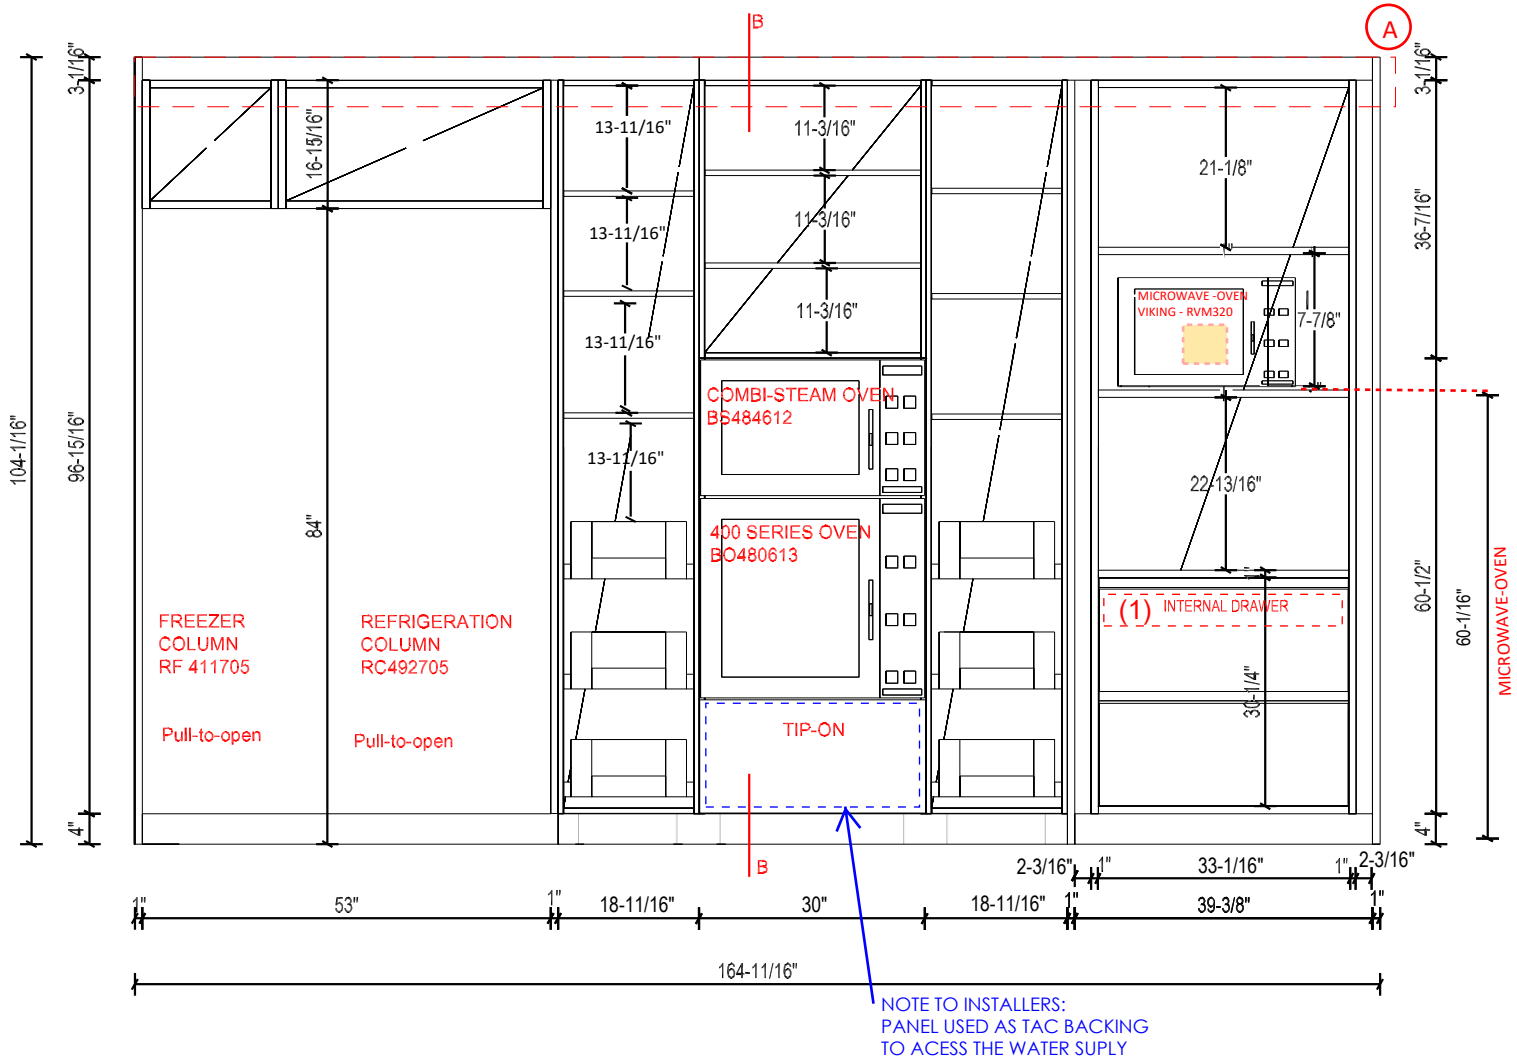 B
A
3-1/16"
3-1/16"
13-11/16"
11-3/16"
16-15/16"
21-1/8"
13-11/16"
11-3/16"
36-7/16"
MICROWAVE -OVEN
VIKING - RVM320
11-3/16"
7-7/8"
13-11/16"
COMBI-STEAM OVEN
BS484612
104-1/16"
96-15/16"
13-11/16"
22-13/16"
84"
400 SERIES OVEN
BO480613
1"
60-1/2"
60-1/16"
MICROWAVE-OVEN
(1) INTERNAL DRAWER
FREEZER
COLUMN
RF 411705
REFRIGERATION
COLUMN
RC492705
30-1/4"
Pull-to-open
Pull-to-open
TIP-ON
4"
4"
B
2-3/16"
1"
33-1/16"
1"
2-3/16"
1"
53"
1"
18-11/16"
30"
18-11/16"
1"
39-3/8"
1"
164-11/16"
NOTE TO INSTALLERS:
PANEL USED AS TAC BACKING
TO ACESS THE WATER SUPLY